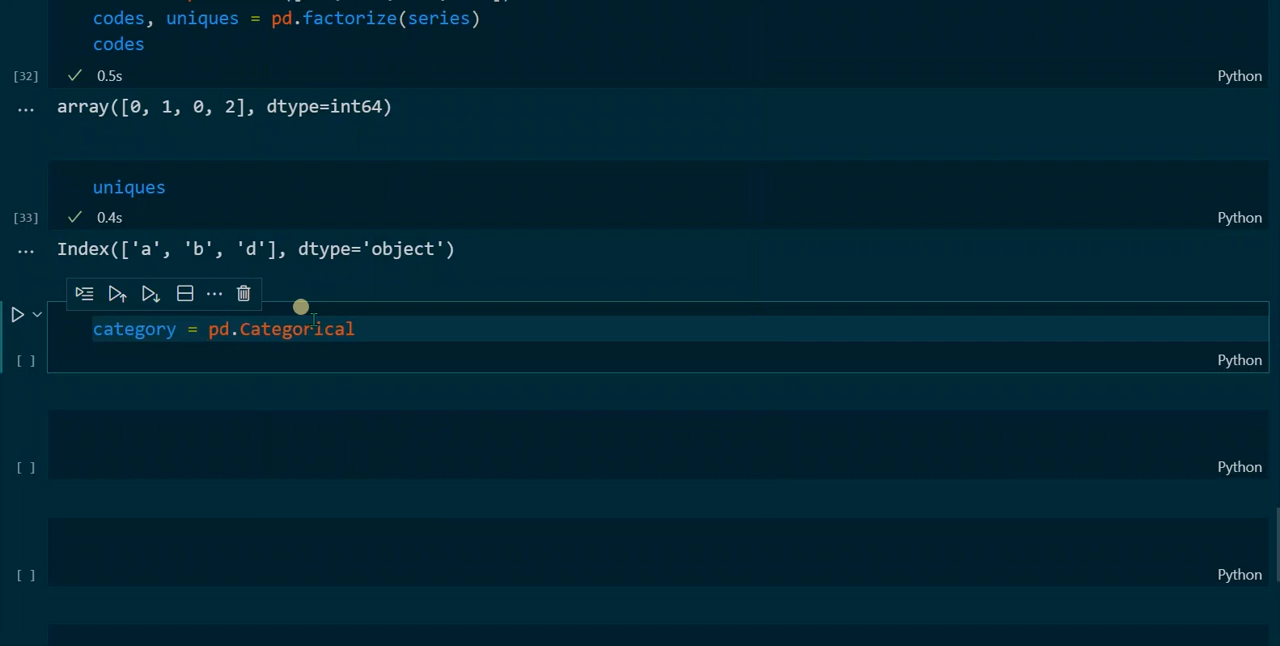 codes, uniques = pd.factorize(series)
codes
[32] 0.5s Python
... array([0, 1, 0, 2], dtype=int64)
uniques
[33] 0.4s Python
... Index(['a', 'b', 'd'], dtype='object')
category = pd.Categorical
[ ] Python
[ ] Python
[ ] Python